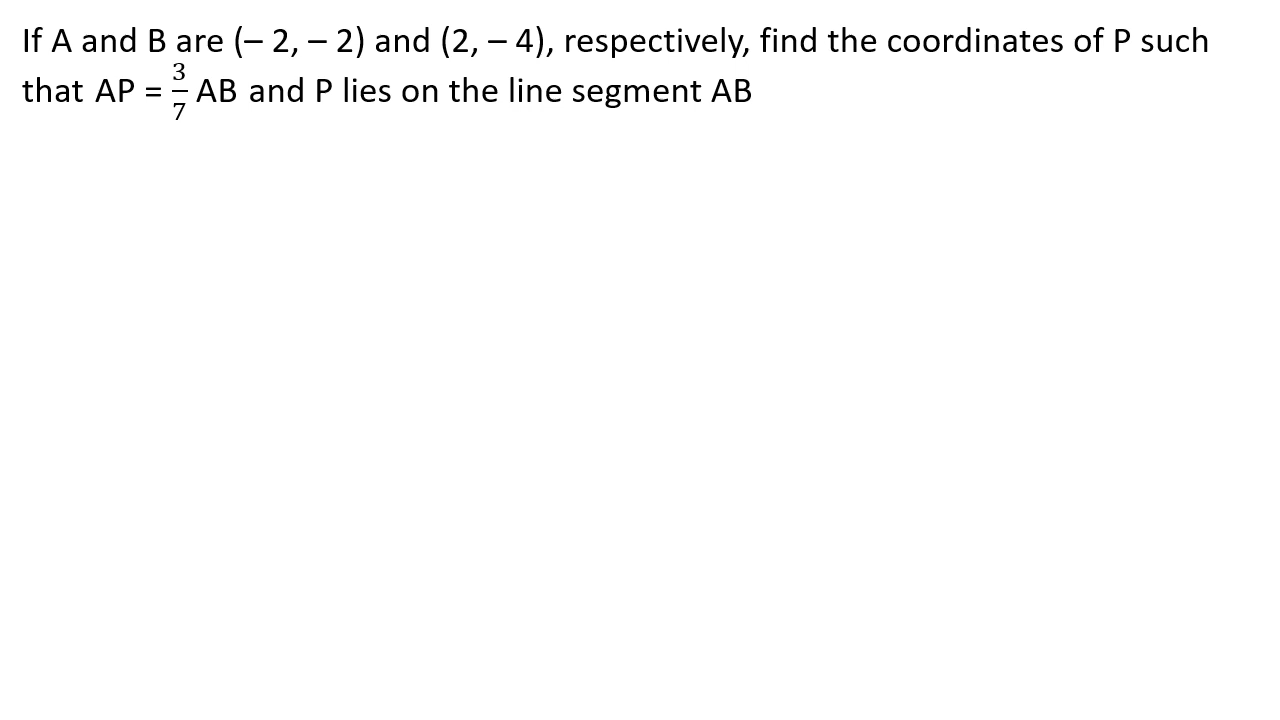 If A and B are (– 2, – 2) and (2, – 4), respectively, find the coordinates of P such
that AP = 3/7 AB and P lies on the line segment AB